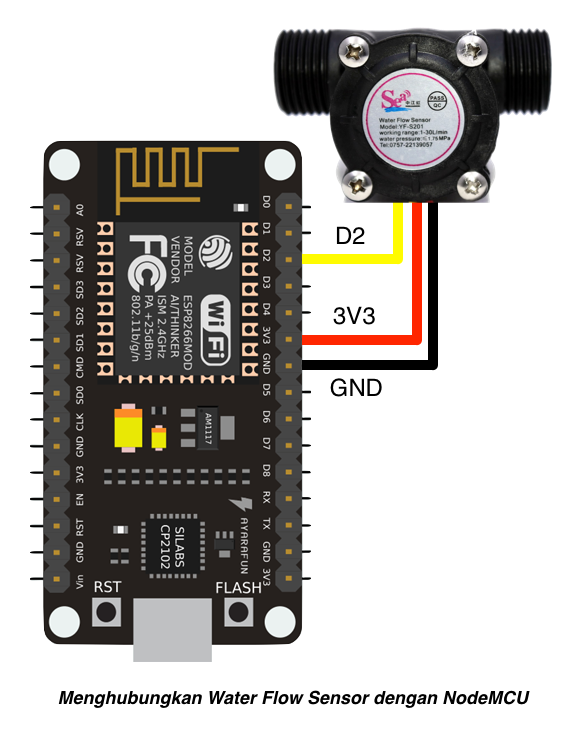 Sea
中江虹
PASS
QC
Water Flow Sensor
Model:YF-S201
working range:1-30L/min
water pressure:≤1.75MPa
Tel:0757-22139057
D2
3V3
GND
A0
RSV
RSV
SD3
SD2
SD1
CMD
SD0
CLK
GND
3V3
EN
RST
GND
Vin
D0
D1
D2
D3
D4
3V3
GND
D5
D6
D7
D8
RX
TX
GND
3V3
FC
MODEL
VENDOR
ESP8266MOD
AI/THINKER
ISM 2.4GHz
PA +25dBm
802.11b/g/n
WiFi
AM1117
SILABS
CP2102
AYARAFUN
RST
FLASH
Menghubungkan Water Flow Sensor dengan NodeMCU